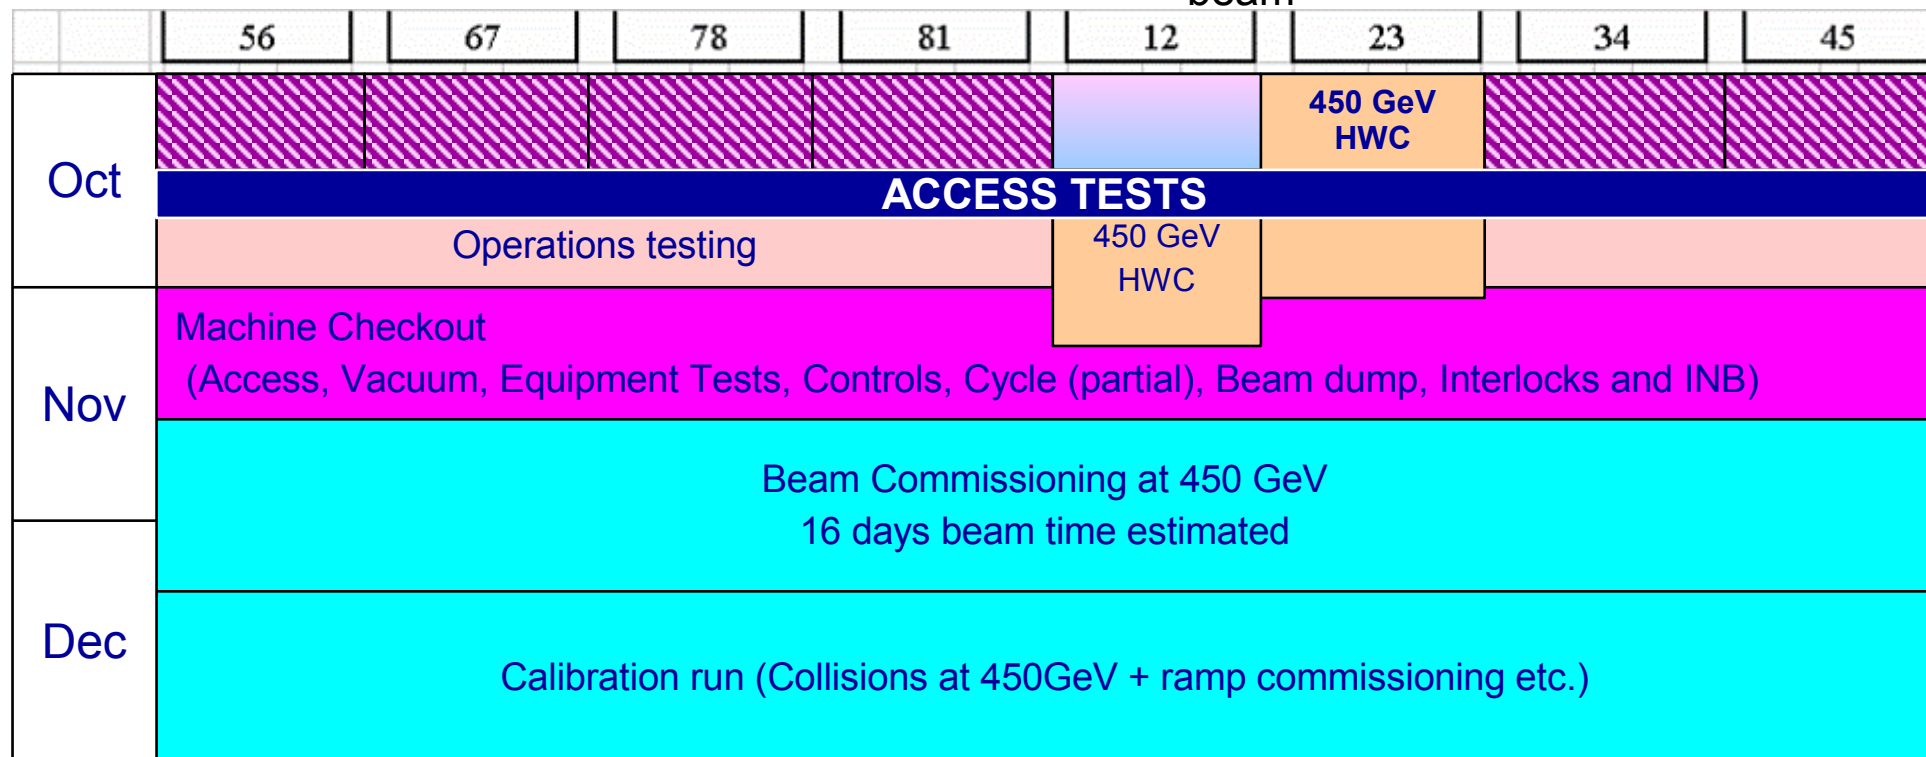 beam
56 67 78 81 12 23 34 45
450 GeV
HWC
Oct
ACCESS TESTS
Operations testing
450 GeV
HWC
Machine Checkout
(Access, Vacuum, Equipment Tests, Controls, Cycle (partial), Beam dump, Interlocks and INB)
Nov
Beam Commissioning at 450 GeV
16 days beam time estimated
Dec
Calibration run (Collisions at 450GeV + ramp commissioning etc.)